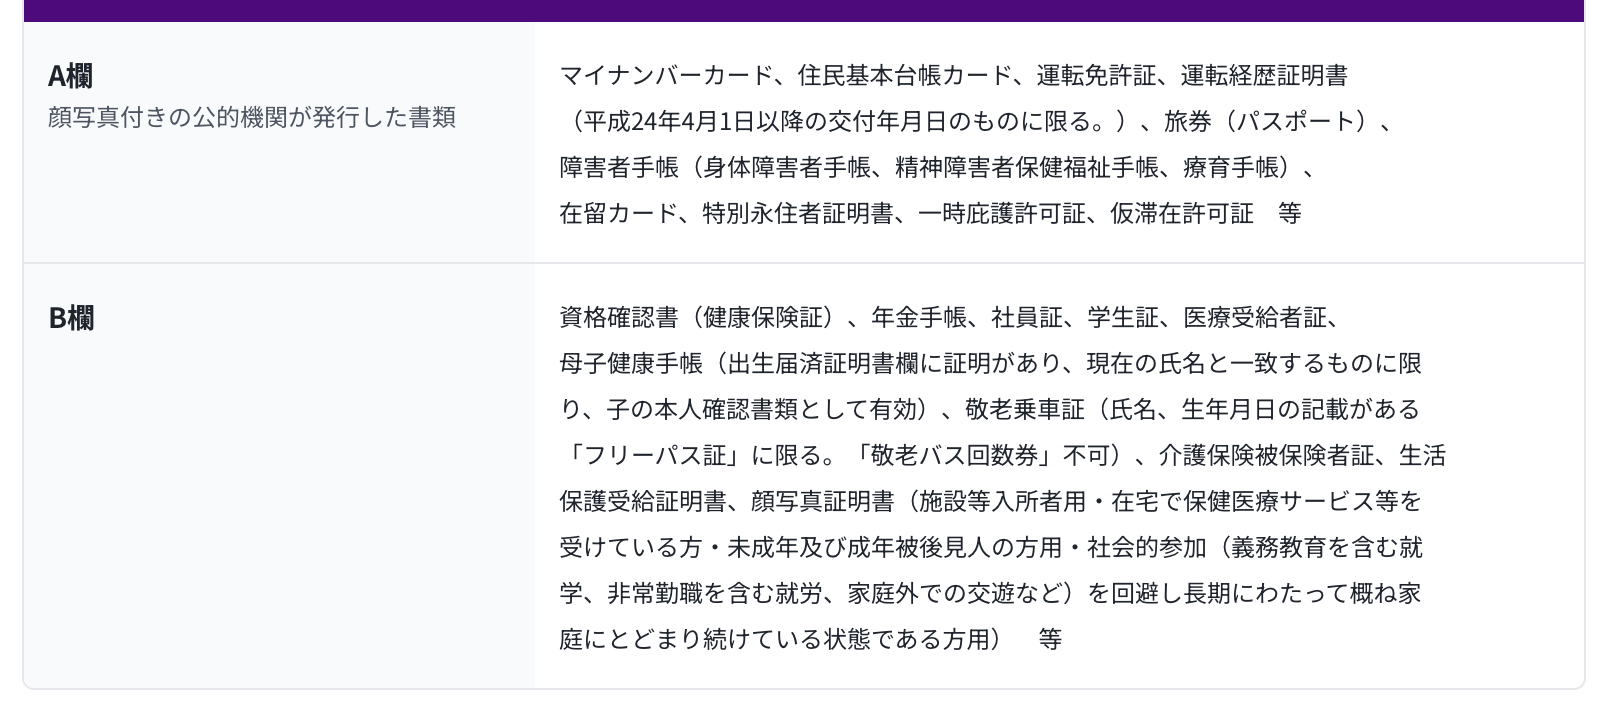 A欄
顔写真付きの公的機関が発行した書類
マイナンバーカード、住民基本台帳カード、運転免許証、運転経歴証明書
（平成24年4月1日以降の交付年月日のものに限る。）、旅券（パスポート）、
障害者手帳（身体障害者手帳、精神障害者保健福祉手帳、療育手帳）、
在留カード、特別永住者証明書、一時庇護許可証、仮滞在許可証　等
B欄
資格確認書（健康保険証）、年金手帳、社員証、学生証、医療受給者証、
母子健康手帳（出生届済証明書欄に証明があり、現在の氏名と一致するものに限
り、子の本人確認書類として有効）、敬老乗車証（氏名、生年月日の記載がある
「フリーパス証」に限る。「敬老バス回数券」不可）、介護保険被保険者証、生活
保護受給証明書、顔写真証明書（施設等入所者用・在宅で保健医療サービス等を
受けている方・未成年及び成年被後見人の方用・社会的参加（義務教育を含む就
学、非常勤職を含む就労、家庭外での交遊など）を回避し長期にわたって概ね家
庭にとどまり続けている状態である方用）　等